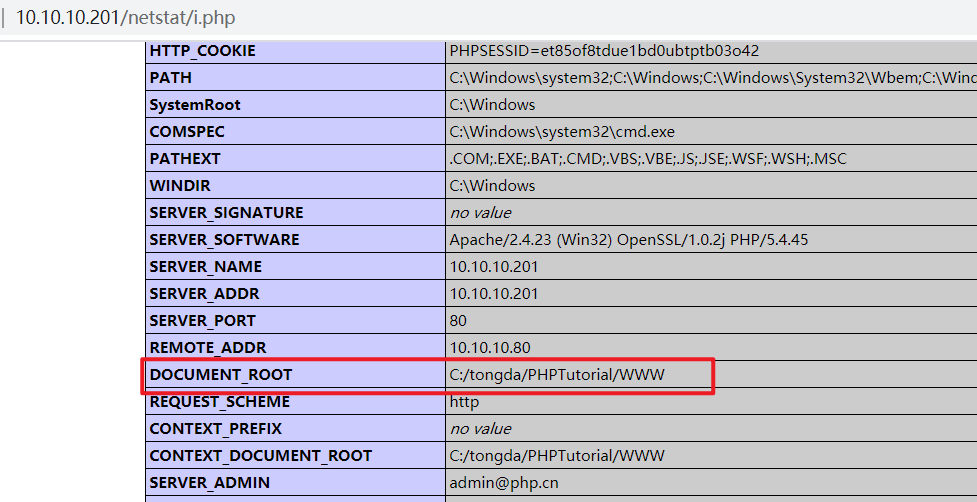 10.10.10.201/netstat/i.php
HTTP_COOKIE PHPSESSID=et85of8tdue1bd0ubtptb03o42
PATH C:\Windows\system32;C:\Windows;C:\Windows\System32\Wbem;C:\Wind
SystemRoot C:\Windows
COMSPEC C:\Windows\system32\cmd.exe
PATHEXT .COM;.EXE;.BAT;.CMD;.VBS;.VBE;.JS;.JSE;.WSF;.WSH;.MSC
WINDIR C:\Windows
SERVER_SIGNATURE no value
SERVER_SOFTWARE Apache/2.4.23 (Win32) OpenSSL/1.0.2j PHP/5.4.45
SERVER_NAME 10.10.10.201
SERVER_ADDR 10.10.10.201
SERVER_PORT 80
REMOTE_ADDR 10.10.10.80
DOCUMENT_ROOT C:/tongda/PHPTutorial/WWW
REQUEST_SCHEME http
CONTEXT_PREFIX no value
CONTEXT_DOCUMENT_ROOT C:/tongda/PHPTutorial/WWW
SERVER_ADMIN admin@php.cn